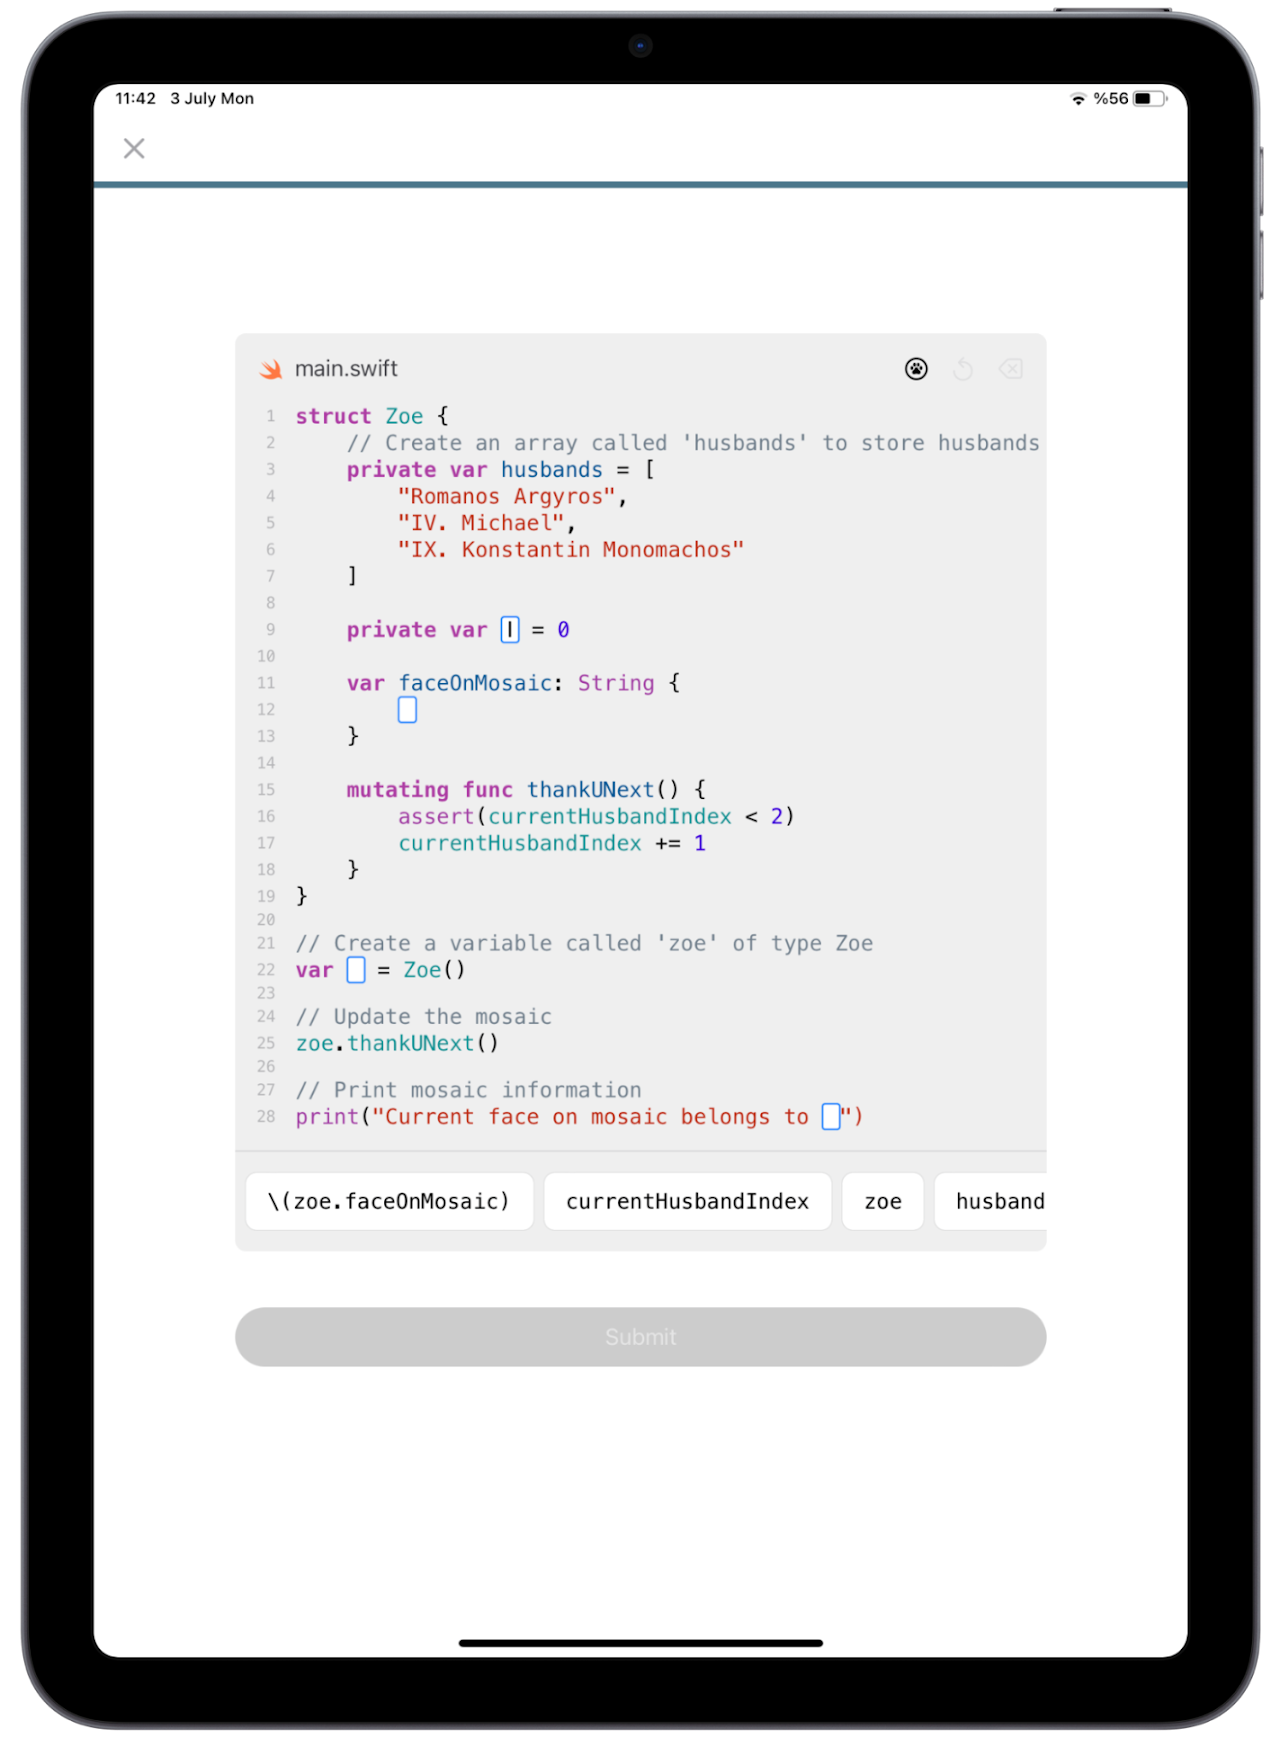 11:42 3 July Mon %56
main.swift
1 struct Zoe {
2     // Create an array called 'husbands' to store husbands
3     private var husbands = [
4         "Romanos Argyros",
5         "IV. Michael",
6         "IX. Konstantin Monomachos"
7     ]
8
9     private var = 0
10
11     var faceOnMosaic: String {
12
13     }
14
15     mutating func thankUNext() {
16         assert(currentHusbandIndex < 2)
17         currentHusbandIndex += 1
18     }
19 }
20
21 // Create a variable called 'zoe' of type Zoe
22 var = Zoe()
23
24 // Update the mosaic
25 zoe.thankUNext()
26
27 // Print mosaic information
28 print("Current face on mosaic belongs to ")
\(zoe.faceOnMosaic) currentHusbandIndex zoe husband
Submit